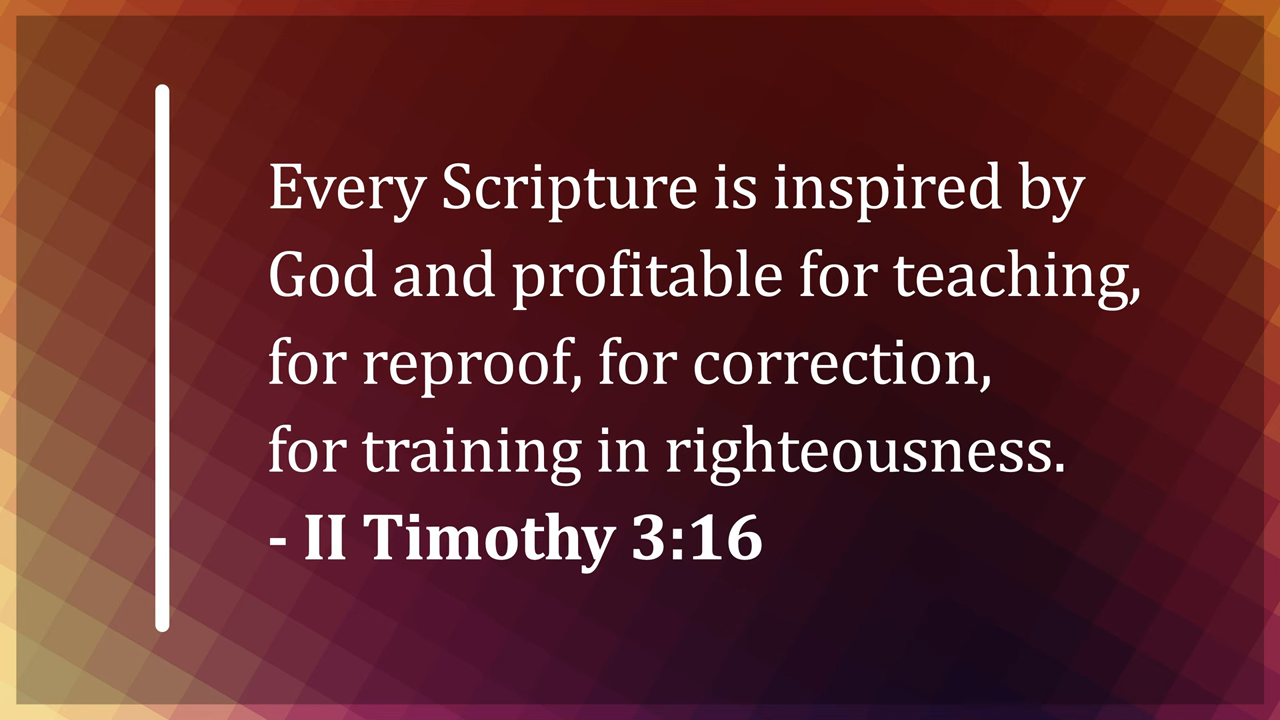 Every Scripture is inspired by
God and profitable for teaching,
for reproof, for correction,
for training in righteousness.
- II Timothy 3:16